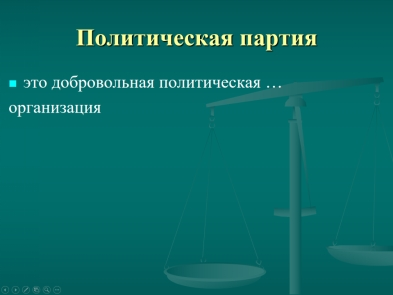 Политическая партия
это добровольная политическая …
организация